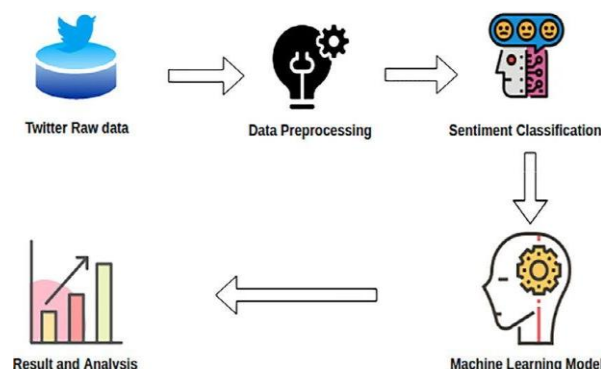 Twitter Raw data
Data Preprocessing
Sentiment Classification
Machine Learning Model
Result and Analysis